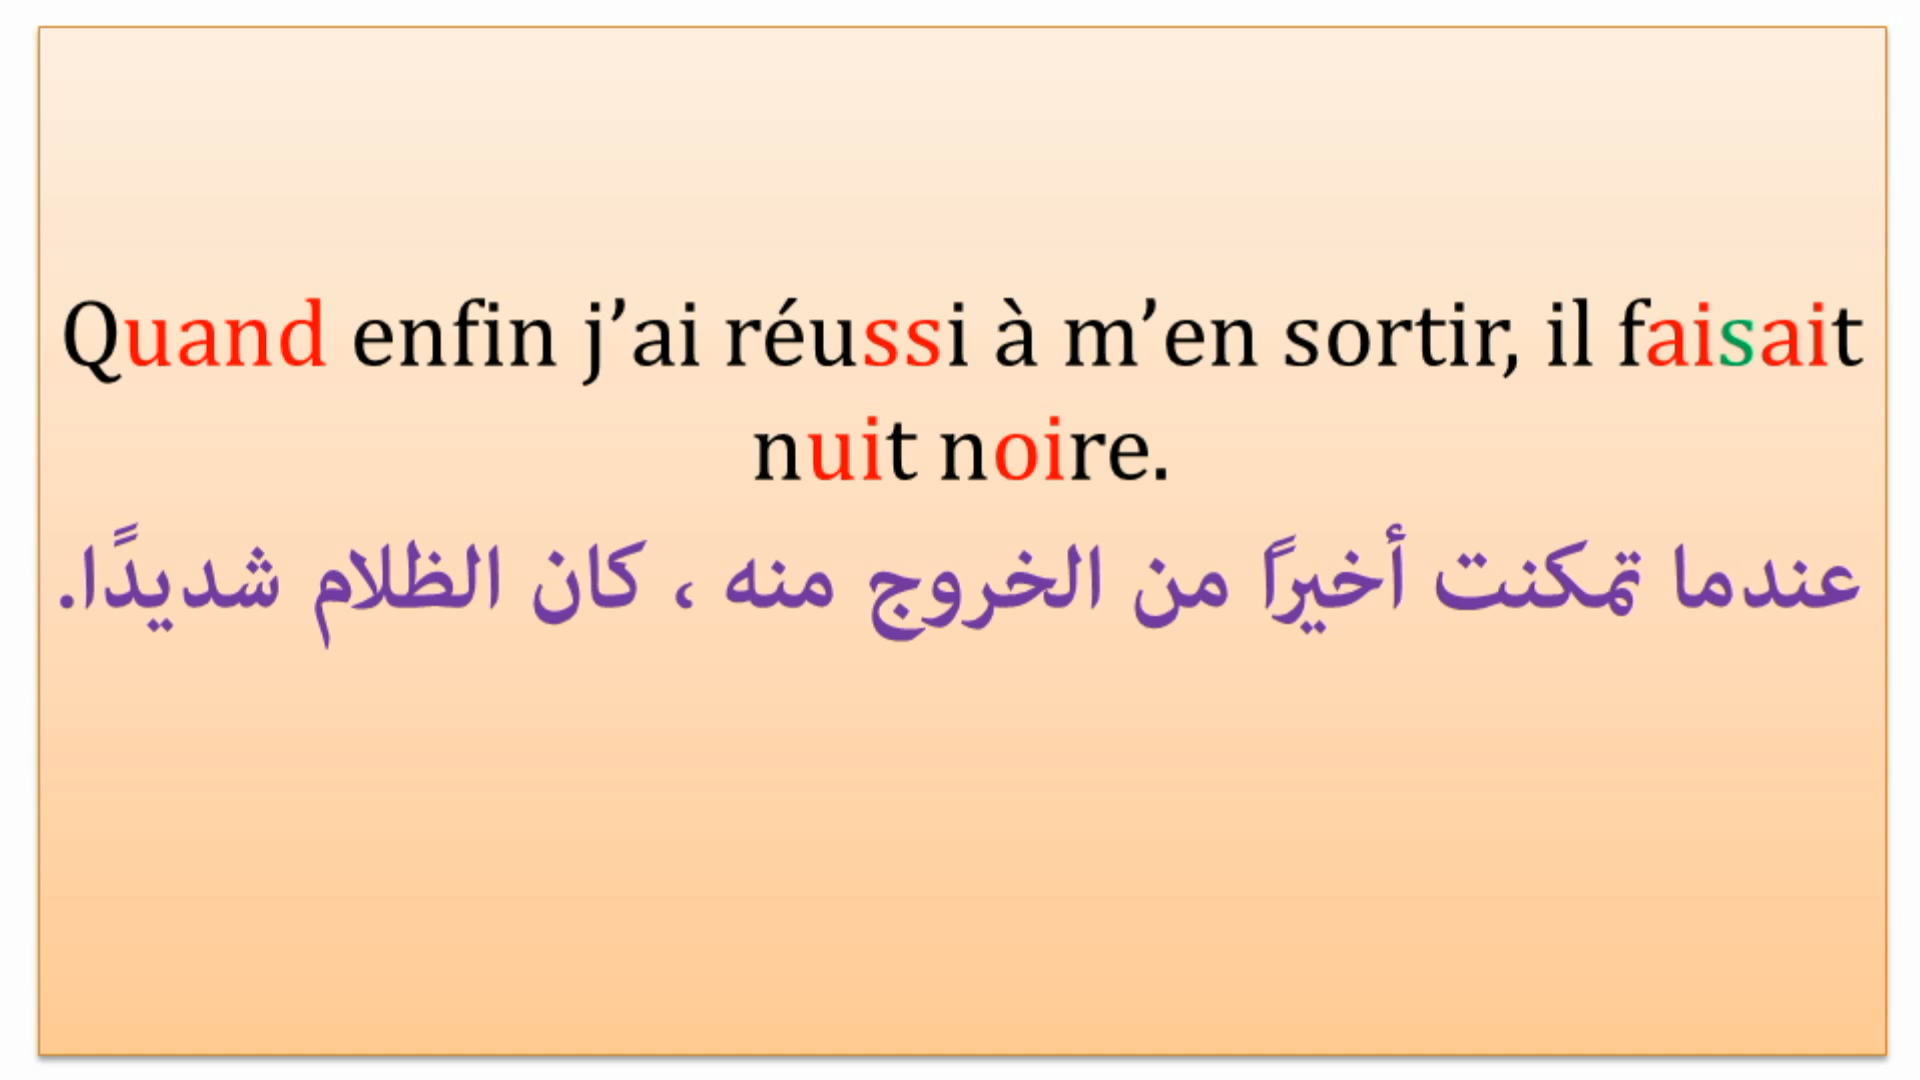 Quand enfin j’ai réussi à m’en sortir, il faisait
nuit noire.
عندما تمكنت أخيراً من الخروج منه ، كان الظلام شديدًا.